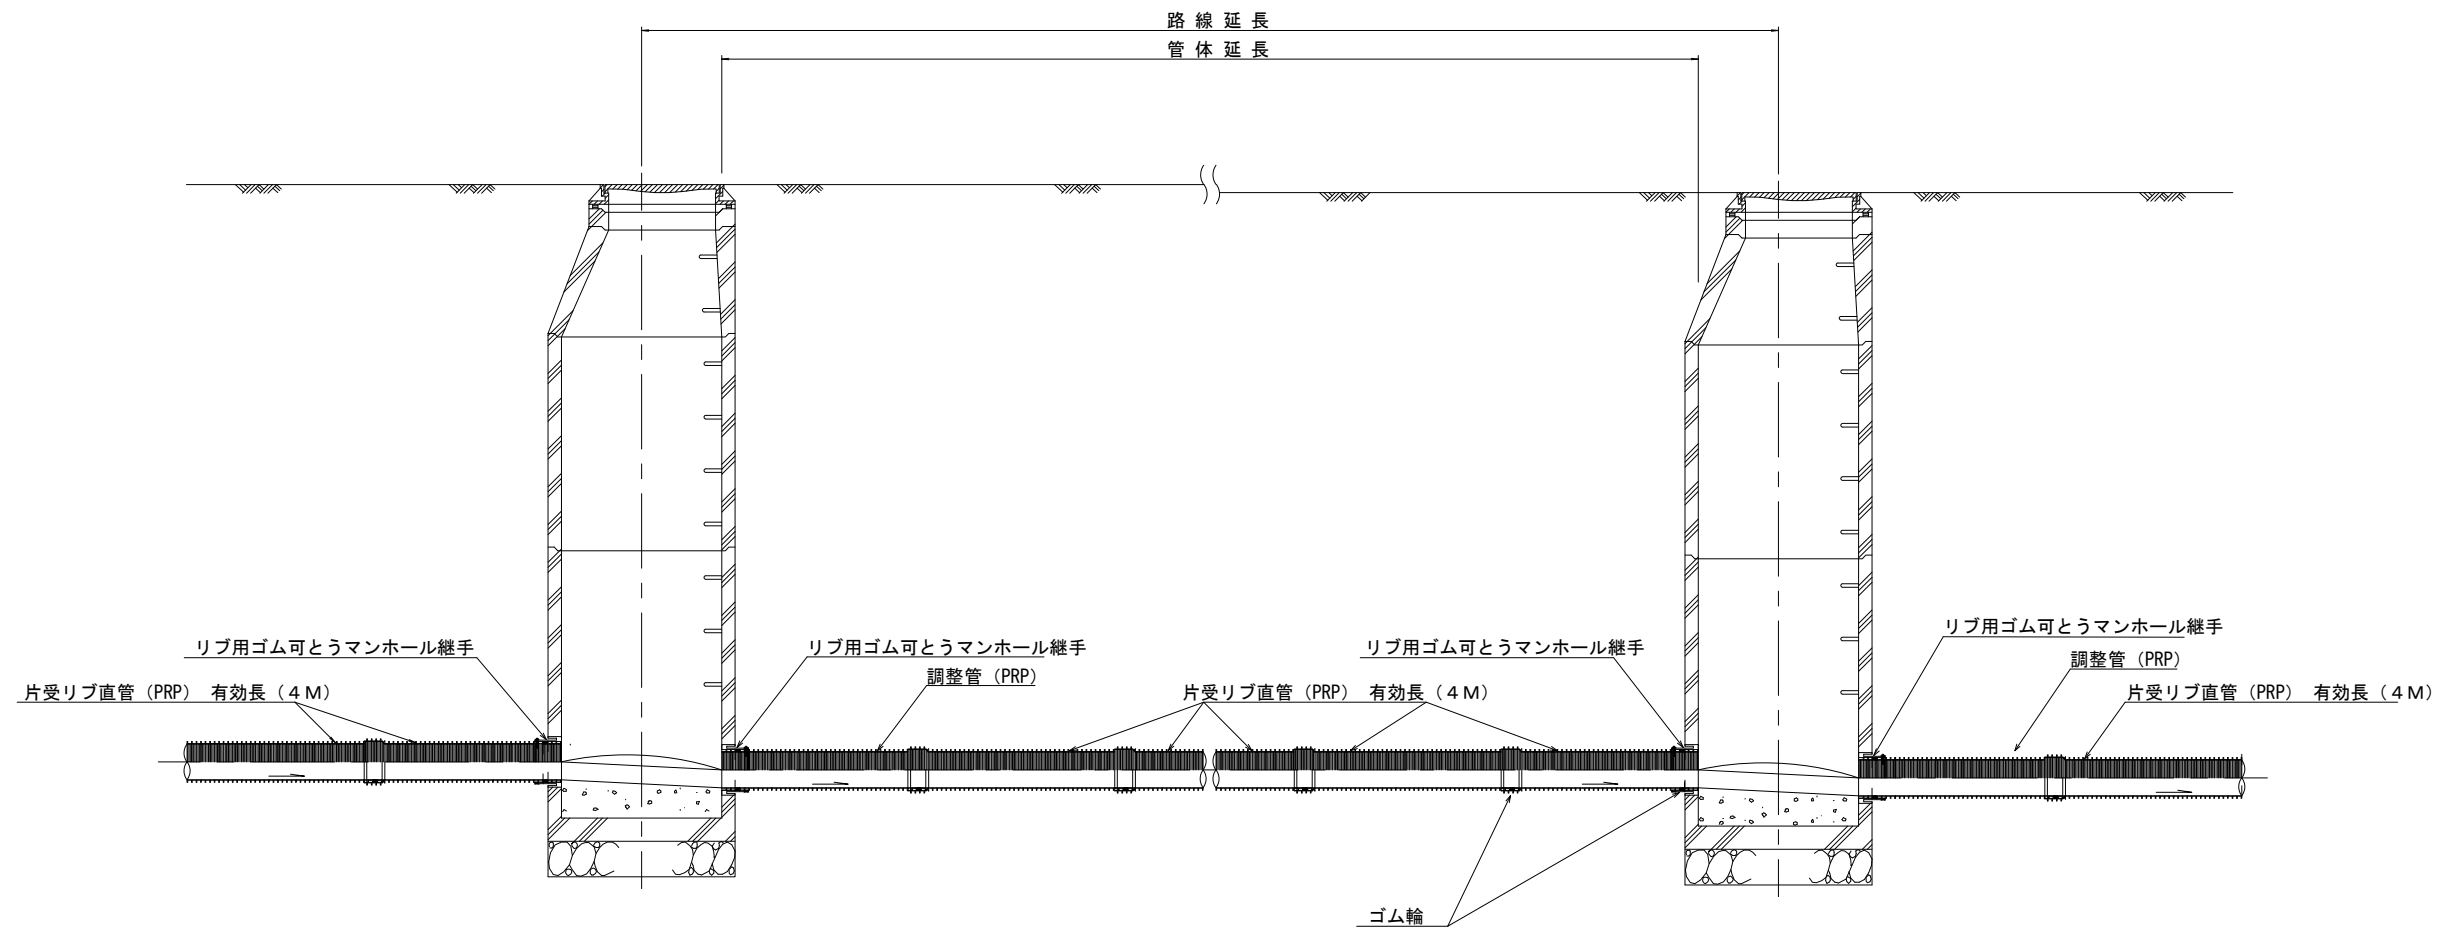 路 線 延 長
管 体 延 長
リブ用ゴム可とうマンホール継手
リブ用ゴム可とうマンホール継手
リブ用ゴム可とうマンホール継手
リブ用ゴム可とうマンホール継手
調整管（PRP）
調整管（PRP）
片受リブ直管（PRP） 有効長（４Ｍ）
片受リブ直管（PRP） 有効長（４Ｍ）
片受リブ直管（PRP） 有効長（４Ｍ）
ゴム輪